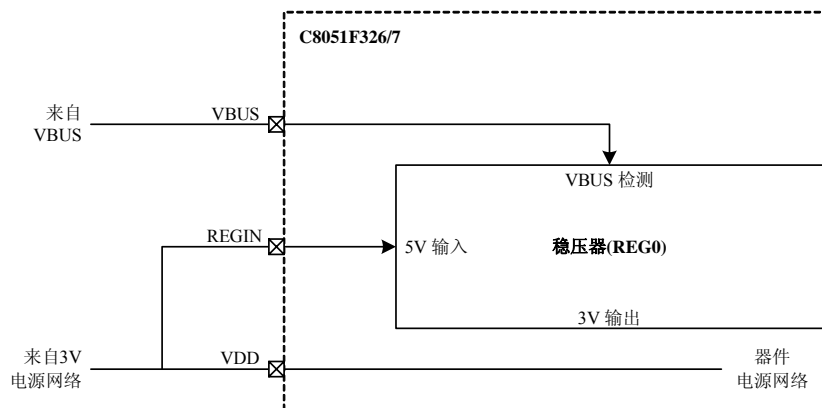 C8051F326/7
来自
VBUS
VBUS
VBUS 检测
REGIN
5V 输入
稳压器(REG0)
3V 输出
来自3V
电源网络
VDD
器件
电源网络